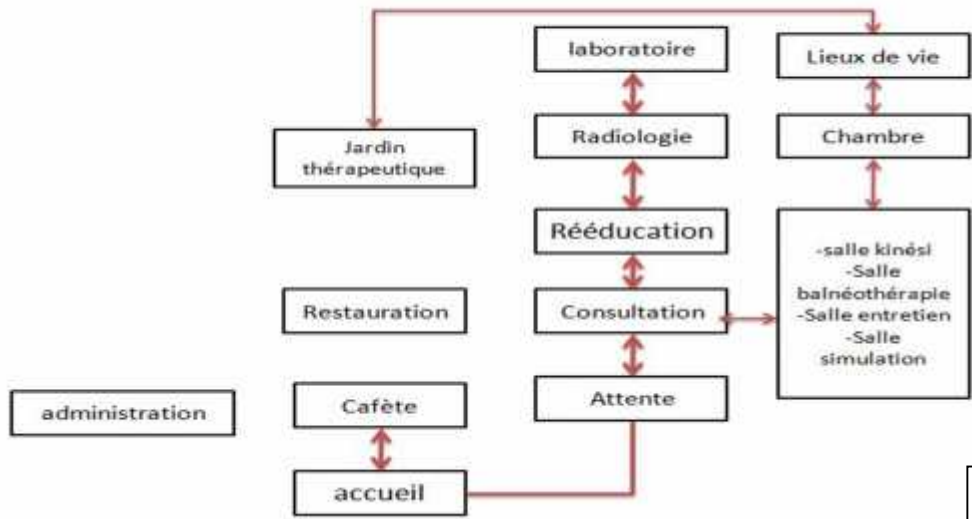 laboratoire
Lieux de vie
Jardin
thérapeutique
Radiologie
Chambre
Rééducation
-salle kinési
-Salle
balnéothérapie
-Salle entretien
-Salle
simulation
Restauration
Consultation
administration
Cafète
Attente
accueil